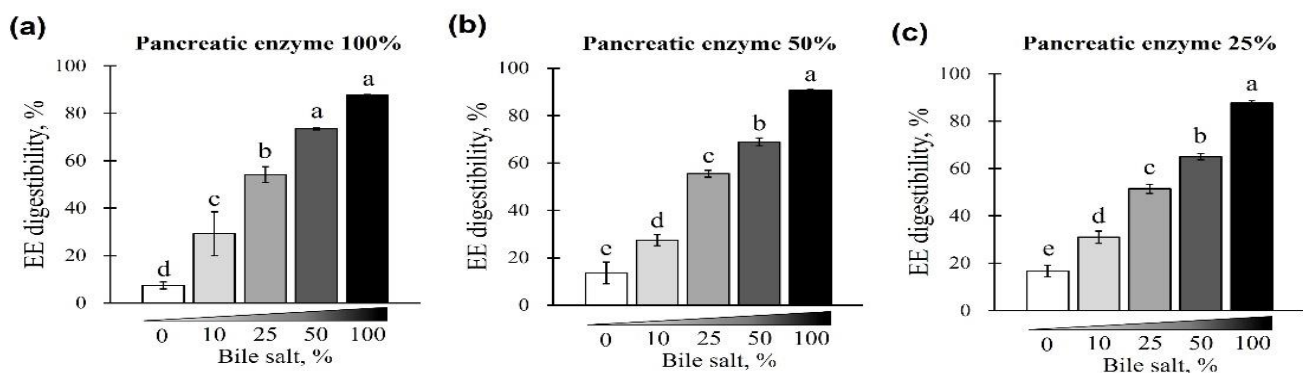 (a)
Pancreatic enzyme 100%
EE digestibility, %
100
80
60
40
20
0
d
c
b
a
a
0 10 25 50 100
Bile salt, %
(b)
Pancreatic enzyme 50%
EE digestibility, %
100
80
60
40
20
0
c
d
c
b
a
0 10 25 50 100
Bile salt, %
(c)
Pancreatic enzyme 25%
EE digestibility, %
100
80
60
40
20
0
e
d
c
b
a
0 10 25 50 100
Bile salt, %